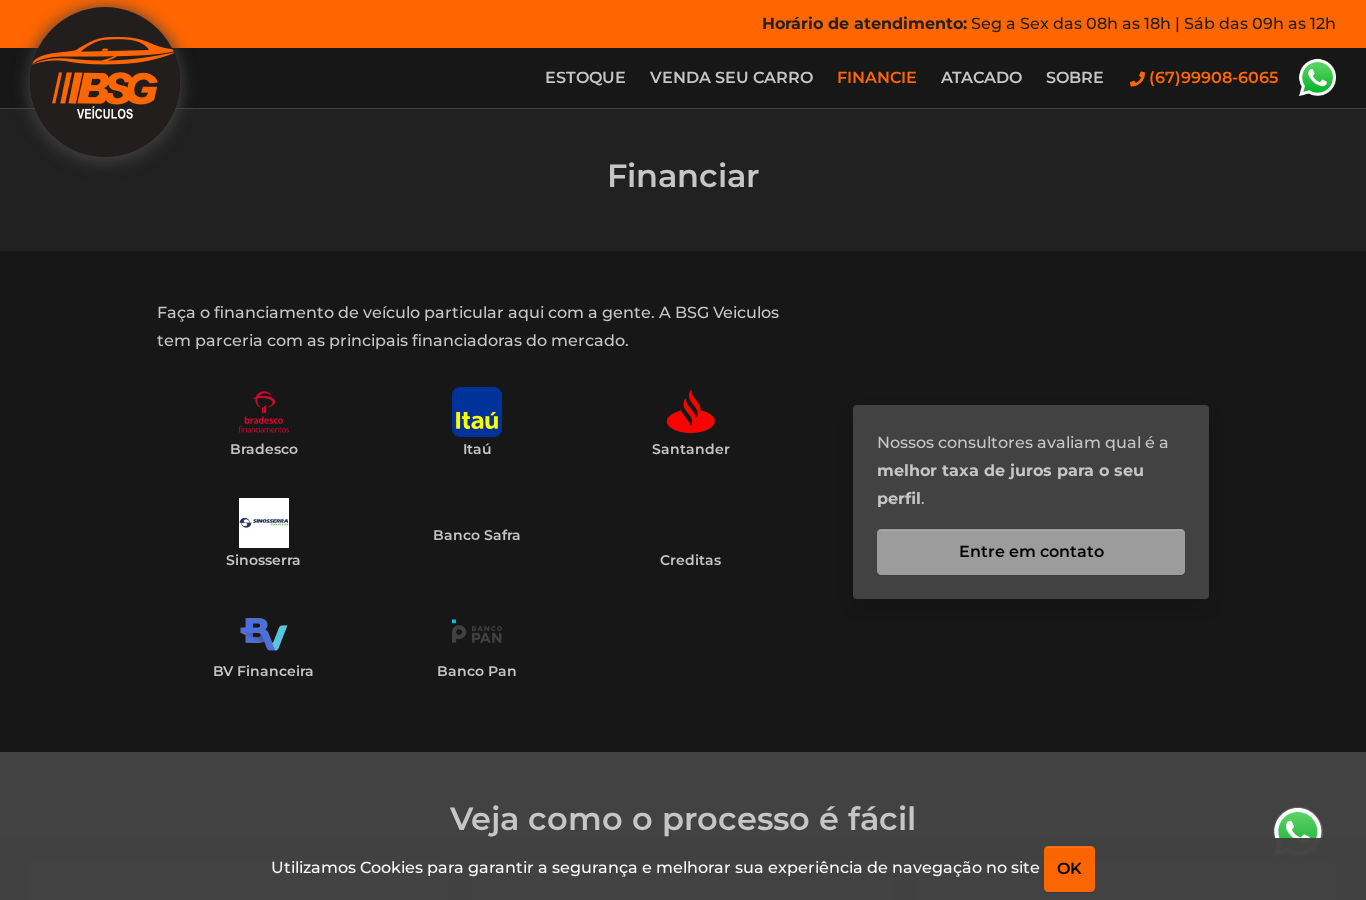 Horário de atendimento: Seg a Sex das 08h as 18h | Sáb das 09h as 12h
BSG
VEÍCULOS
ESTOQUE VENDA SEU CARRO FINANCIE ATACADO SOBRE (67)99908-6065
Financiar
Faça o financiamento de veículo particular aqui com a gente. A BSG Veiculos
tem parceria com as principais financiadoras do mercado.
bradesco
financiamentos
Itaú
Bradesco Itaú Santander
SINOSSERRA
Sinosserra Banco Safra Creditas
BV
BANCO
PAN
BV Financeira Banco Pan
Nossos consultores avaliam qual é a
melhor taxa de juros para o seu
perfil.
Entre em contato
Veja como o processo é fácil
Utilizamos Cookies para garantir a segurança e melhorar sua experiência de navegação no site OK